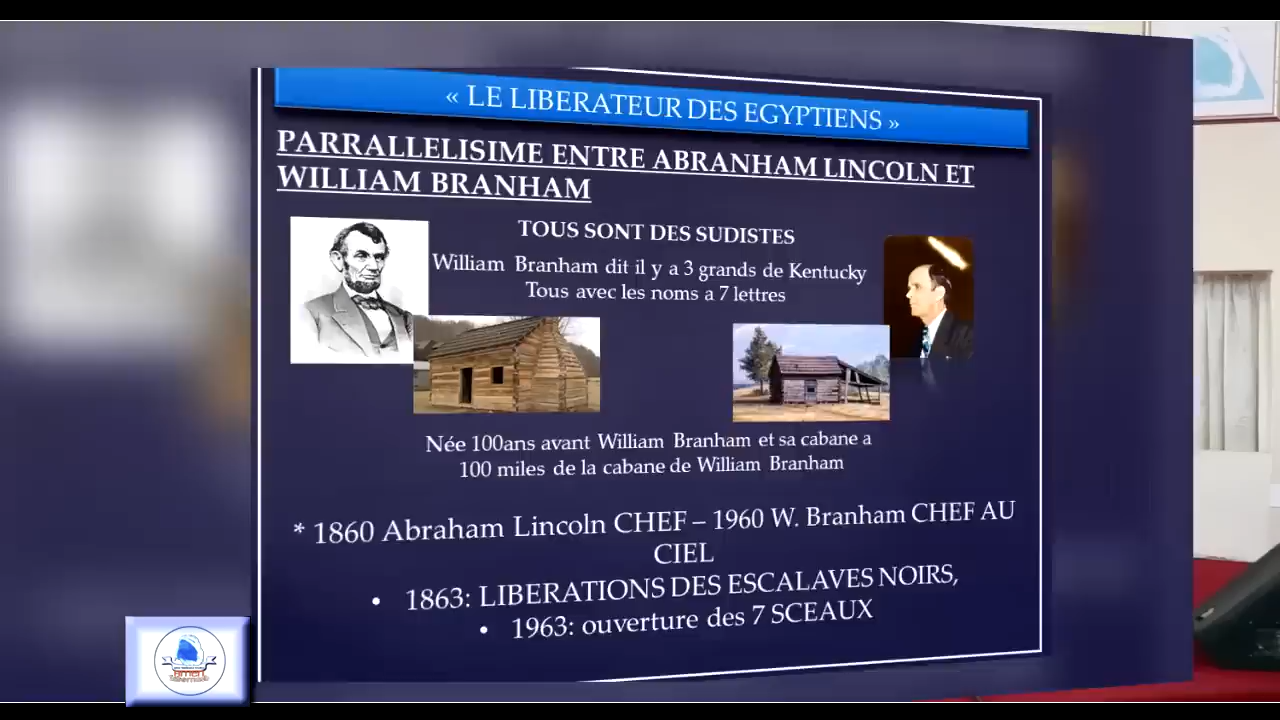 « LE LIBERATEUR DES EGYPTIENS »
PARRALLELISIME ENTRE ABRANHAM LINCOLN ET
WILLIAM BRANHAM
TOUS SONT DES SUDISTES
William Branham dit il y a 3 grands de Kentucky
Tous avec les noms a 7 lettres
Née 100ans avant William Branham et sa cabane a
100 miles de la cabane de William Branham
* 1860 Abraham Lincoln CHEF – 1960 W. Branham CHEF AU
CIEL
• 1863: LIBERATIONS DES ESCALAVES NOIRS,
• 1963: ouverture des 7 SCEAUX